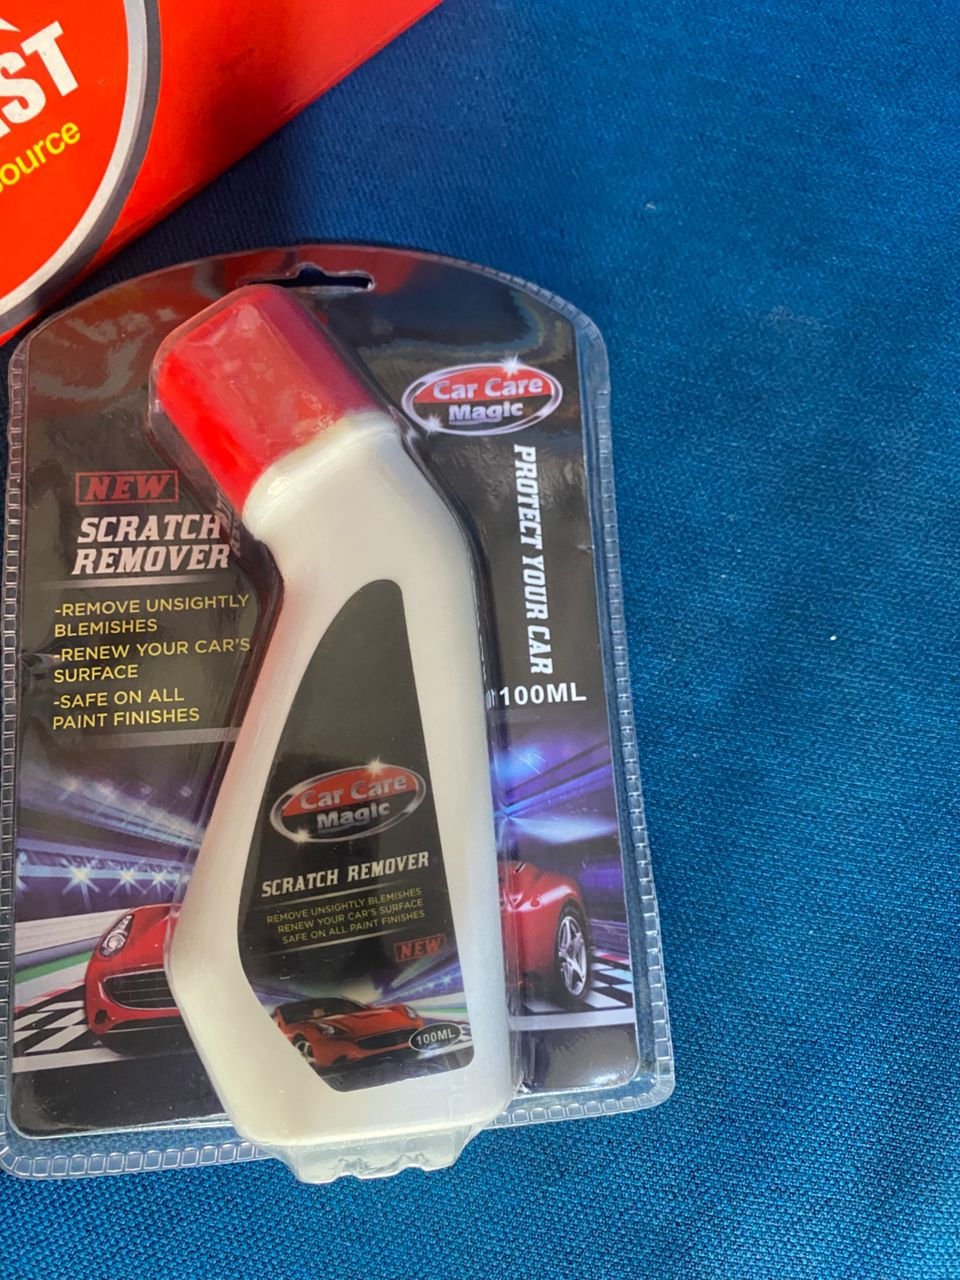 ource
Car Care
Magic
PROTECT YOUR CAR
100ML
NEW
SCRATCH
REMOVER
-REMOVE UNSIGHTLY
BLEMISHES
-RENEW YOUR CAR'S
SURFACE
-SAFE ON ALL
PAINT FINISHES
Car Care
Magic
SCRATCH REMOVER
REMOVE UNSIGHTLY BLEMISHES
RENEW YOUR CAR'S SURFACE
SAFE ON ALL PAINT FINISHES
NEW
100ML